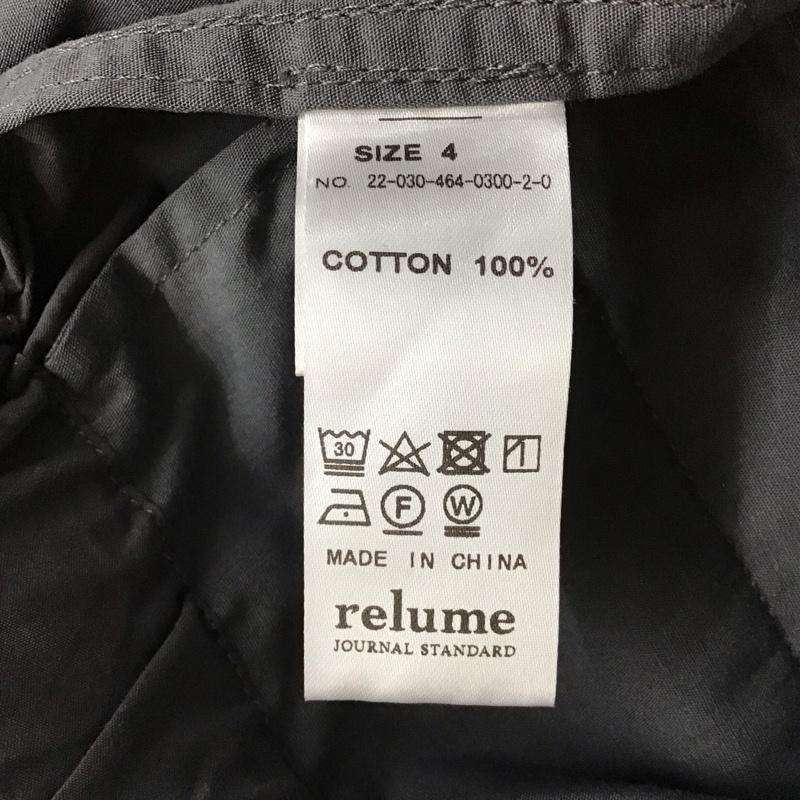 SIZE 4
NO. 22-030-464-0300-2-0
COTTON 100%
30
F W
MADE IN CHINA
relume
JOURNAL STANDARD